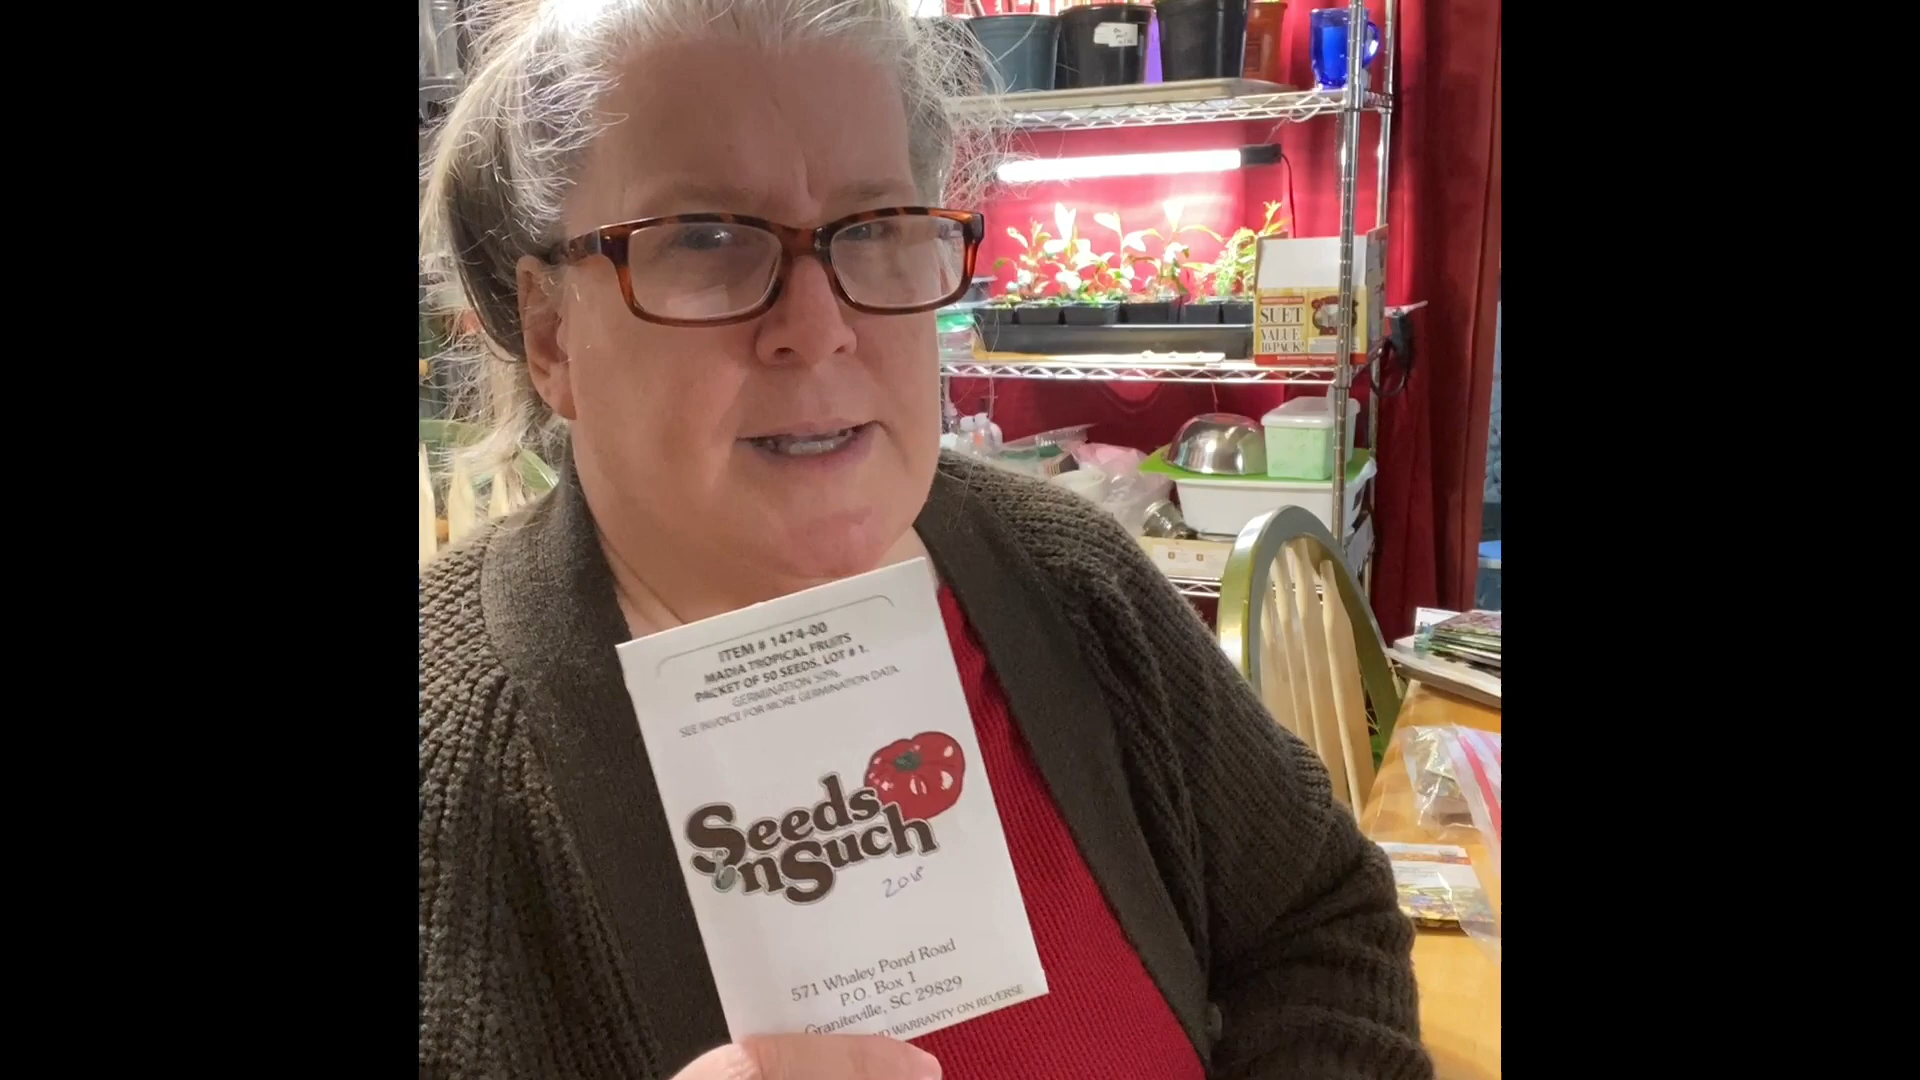 SUET
VALUE
10-PACK!
ITEM # 1474-00
MADIA TROPICAL FRUITS
PACKET OF 50 SEEDS. LOT # 1.
GERMINATION 50%.
SEE INVOICE FOR MORE GERMINATION DATA.
Seeds
'nSuch
2018
571 Whaley Pond Road
P.O. Box 1
Graniteville, SC 29829
WARRANTY ON REVERSE